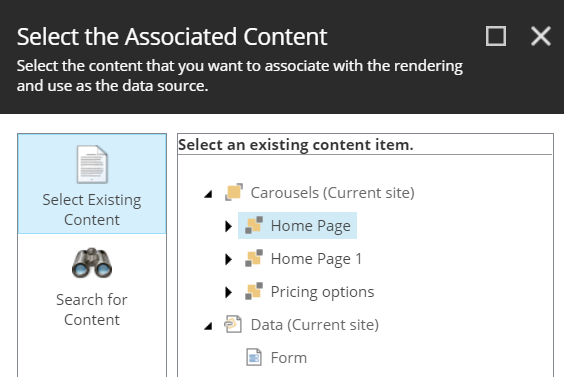 Select the Associated Content
Select the content that you want to associate with the rendering
and use as the data source.
Select Existing
Content
Search for
Content
Select an existing content item.
Carousels (Current site)
Home Page
Home Page 1
Pricing options
Data (Current site)
Form